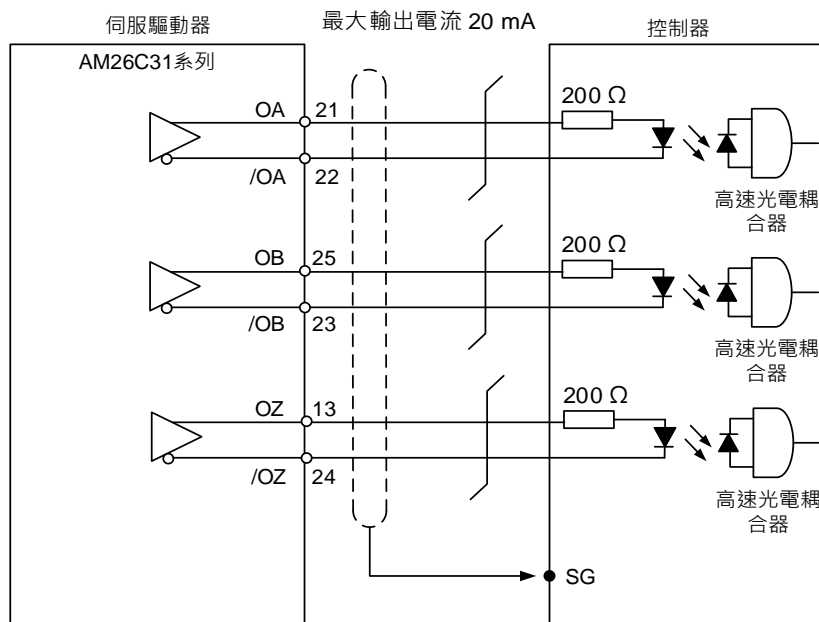 伺服驅動器
最大輸出電流 20 mA
控制器
AM26C31系列
OA
21
200 Ω
/OA
22
高速光電耦
合器
OB
25
200 Ω
/OB
23
高速光電耦
合器
OZ
13
200 Ω
/OZ
24
高速光電耦
合器
SG